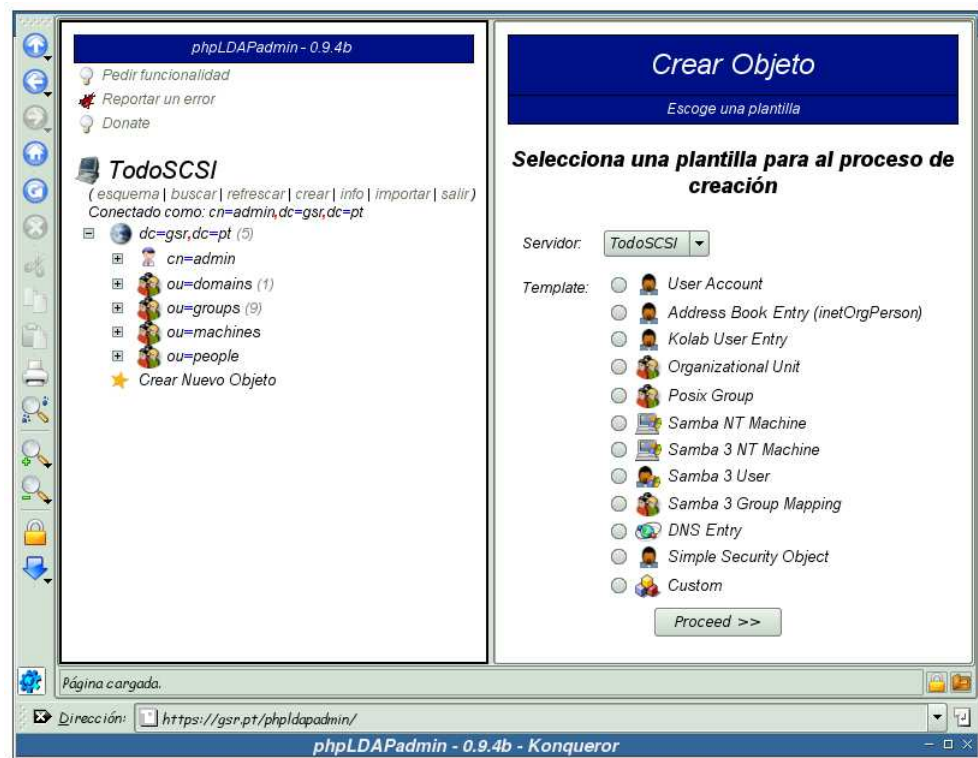 phpLDAPadmin - 0.9.4b
Pedir funcionalidad
Reportar un error
Donate
TodoSCSI
( esquema | buscar | refrescar | crear | info | importar | salir )
Conectado como: cn=admin,dc=gsr,dc=pt
dc=gsr,dc=pt (5)
cn=admin
ou=domains (1)
ou=groups (9)
ou=machines
ou=people
Crear Nuevo Objeto
Crear Objeto
Escoge una plantilla
Selecciona una plantilla para al proceso de
creación
Servidor: TodoSCSI
Template: User Account
Address Book Entry (inetOrgPerson)
Kolab User Entry
Organizational Unit
Posix Group
Samba NT Machine
Samba 3 NT Machine
Samba 3 User
Samba 3 Group Mapping
DNS Entry
Simple Security Object
Custom
Proceed >>
Página cargada.
Dirección: https://gsr.pt/phpldapadmin/
phpLDAPadmin - 0.9.4b - Konqueror